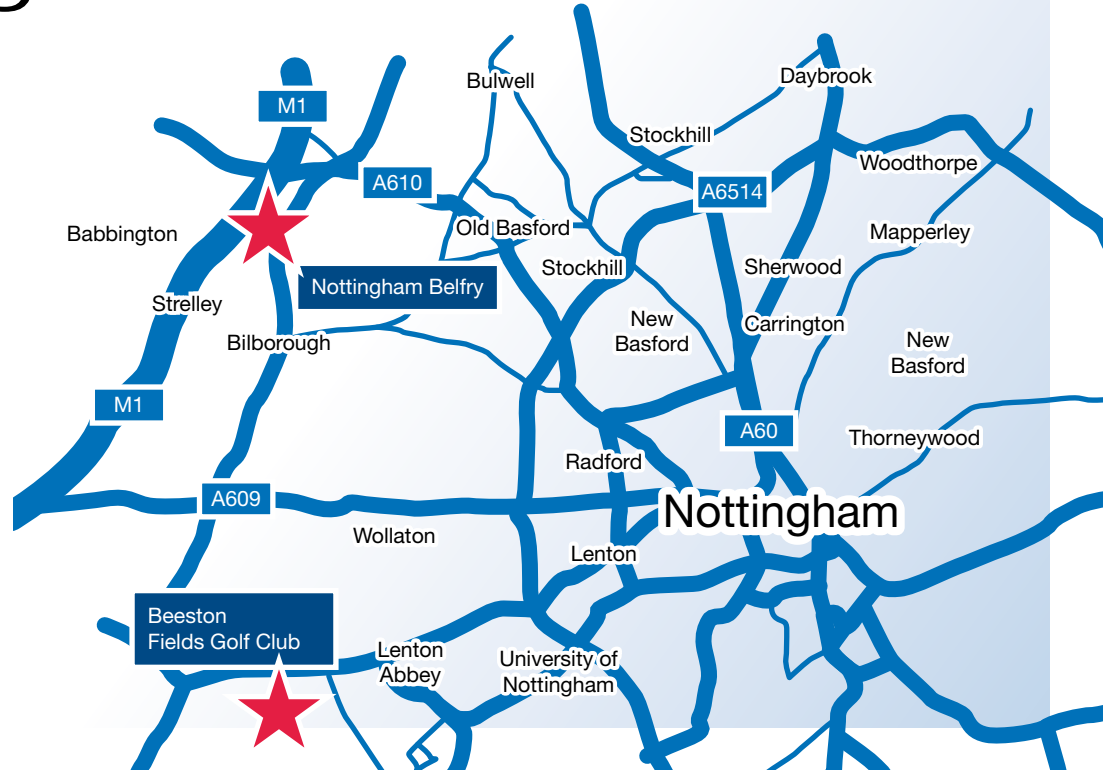 Bulwell
Daybrook
M1
Stockhill
Woodthorpe
A610
A6514
Babbington
Old Basford
Mapperley
Stockhill
Sherwood
Nottingham Belfry
Strelley
New
Basford
Carrington
Bilborough
New
Basford
M1
A60
Thorneywood
Radford
A609
Nottingham
Wollaton
Lenton
Beeston
Fields Golf Club
Lenton
Abbey
University of
Nottingham